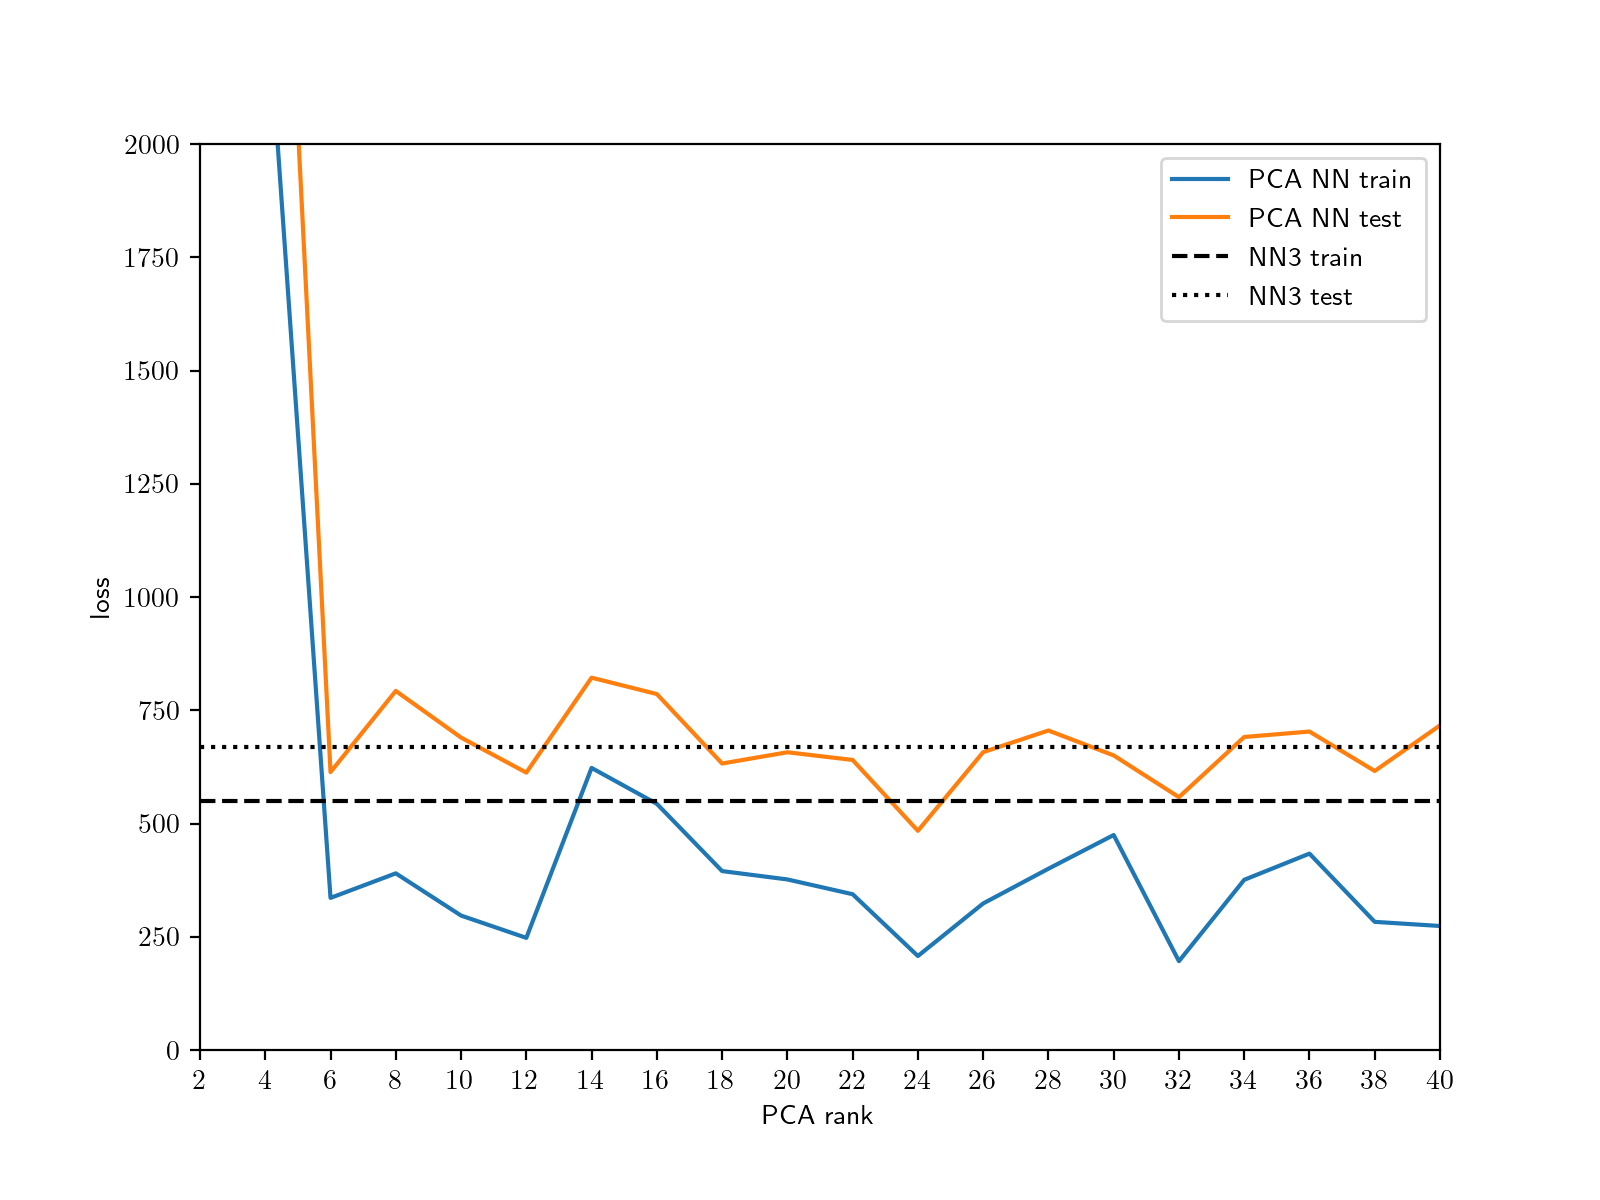 2000
1750
1500
1250
1000
750
500
250
0
loss
PCA NN train
PCA NN test
NN3 train
NN3 test
2 4 6 8 10 12 14 16 18 20 22 24 26 28 30 32 34 36 38 40
PCA rank